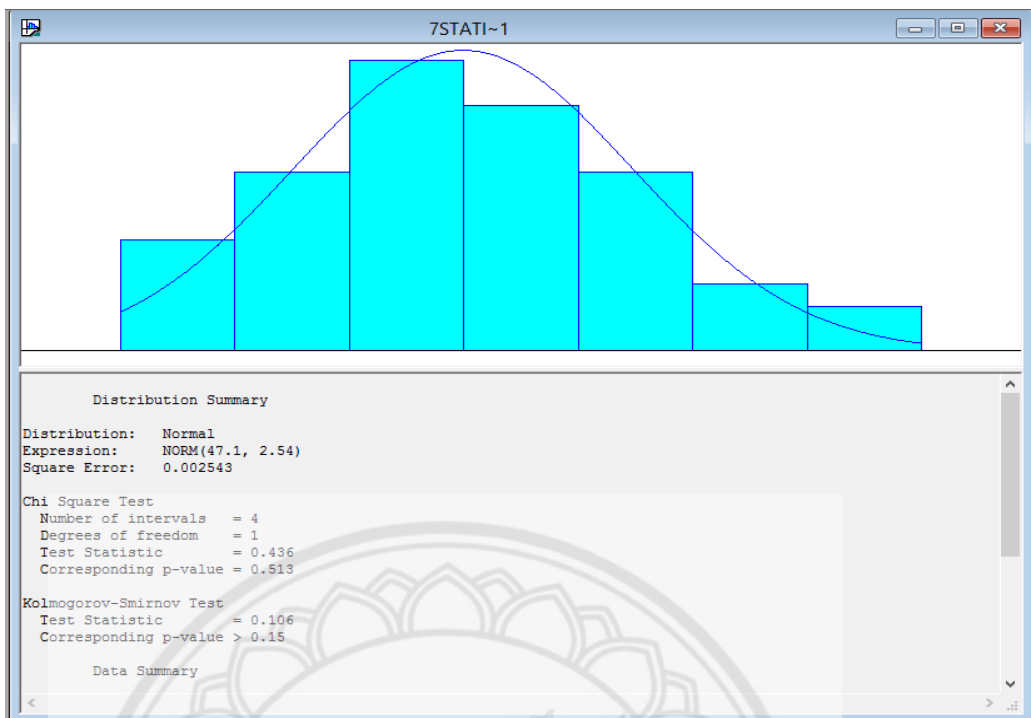 7STATI~1
Distribution Summary
Distribution: Normal
Expression: NORM(47.1, 2.54)
Square Error: 0.002543
Chi Square Test
Number of intervals = 4
Degrees of freedom = 1
Test Statistic = 0.436
Corresponding p-value = 0.513
Kolmogorov-Smirnov Test
Test Statistic = 0.106
Corresponding p-value > 0.15
Data Summary